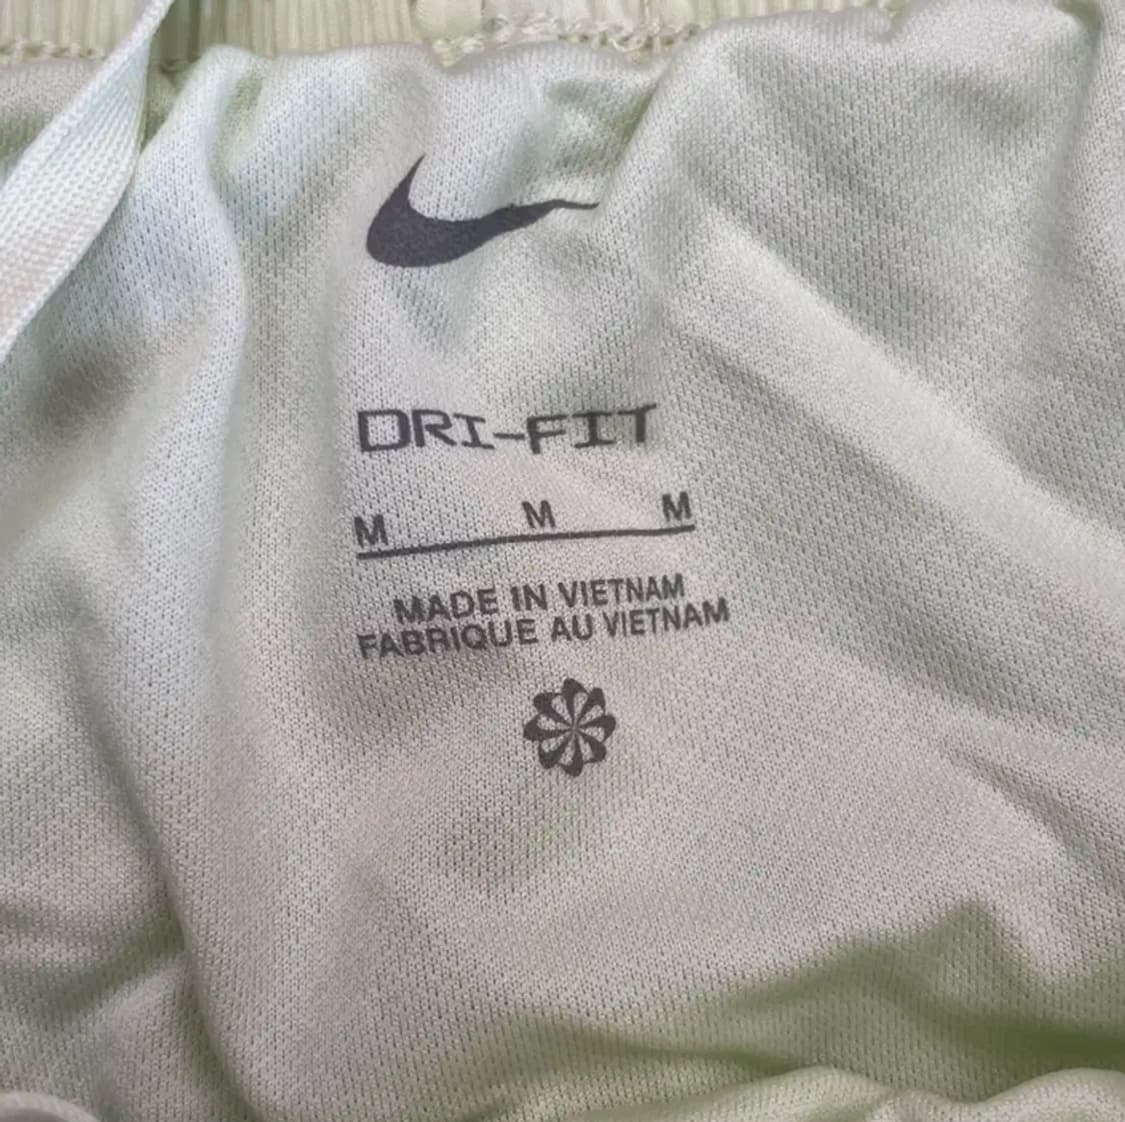 DRI-FIT
M M M
MADE IN VIETNAM
FABRIQUE AU VIETNAM